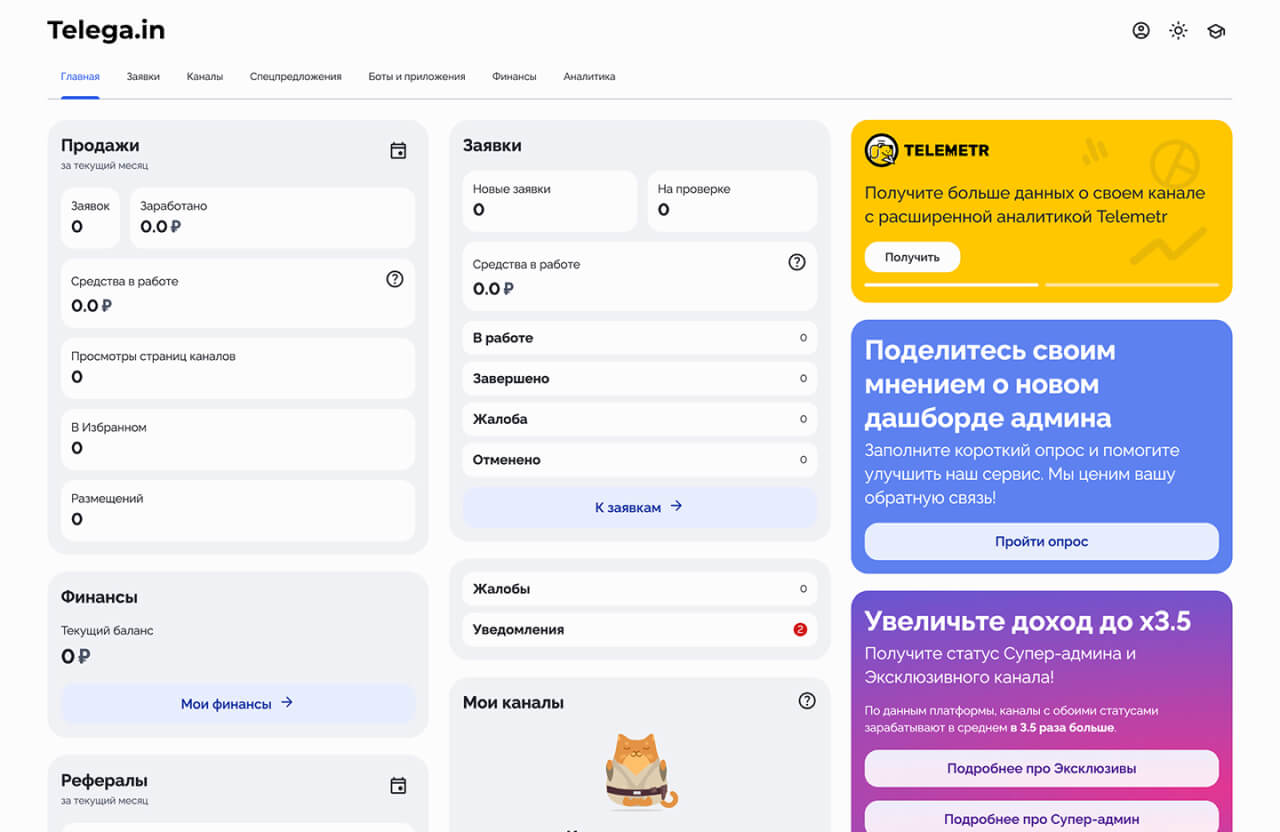 Telega.in
Главная Заявки Каналы Спецпредложения Боты и приложения Финансы Аналитика
Продажи
за текущий месяц
Заявок
0
Заработано
0.0 ₽
Средства в работе
0.0 ₽
Просмотры страниц каналов
0
В Избранном
0
Размещений
0
Финансы
Текущий баланс
0 ₽
Мои финансы →
Рефералы
за текущий месяц
Заявки
Новые заявки
0
На проверке
0
Средства в работе
0.0 ₽
В работе 0
Завершено 0
Жалоба 0
Отменено 0
К заявкам →
Жалобы 0
Уведомления 2
Мои каналы
TELEMETR
Получите больше данных о своем канале
с расширенной аналитикой Telemetr
Получить
Поделитесь своим
мнением о новом
дашборде админа
Заполните короткий опрос и помогите
улучшить наш сервис. Мы ценим вашу
обратную связь!
Пройти опрос
Увеличьте доход до х3.5
Получите статус Супер-админа и
Эксклюзивного канала!
По данным платформы, каналы с обоими статусами
зарабатывают в среднем в 3.5 раза больше.
Подробнее про Эксклюзивы
Подробнее про Супер-админ